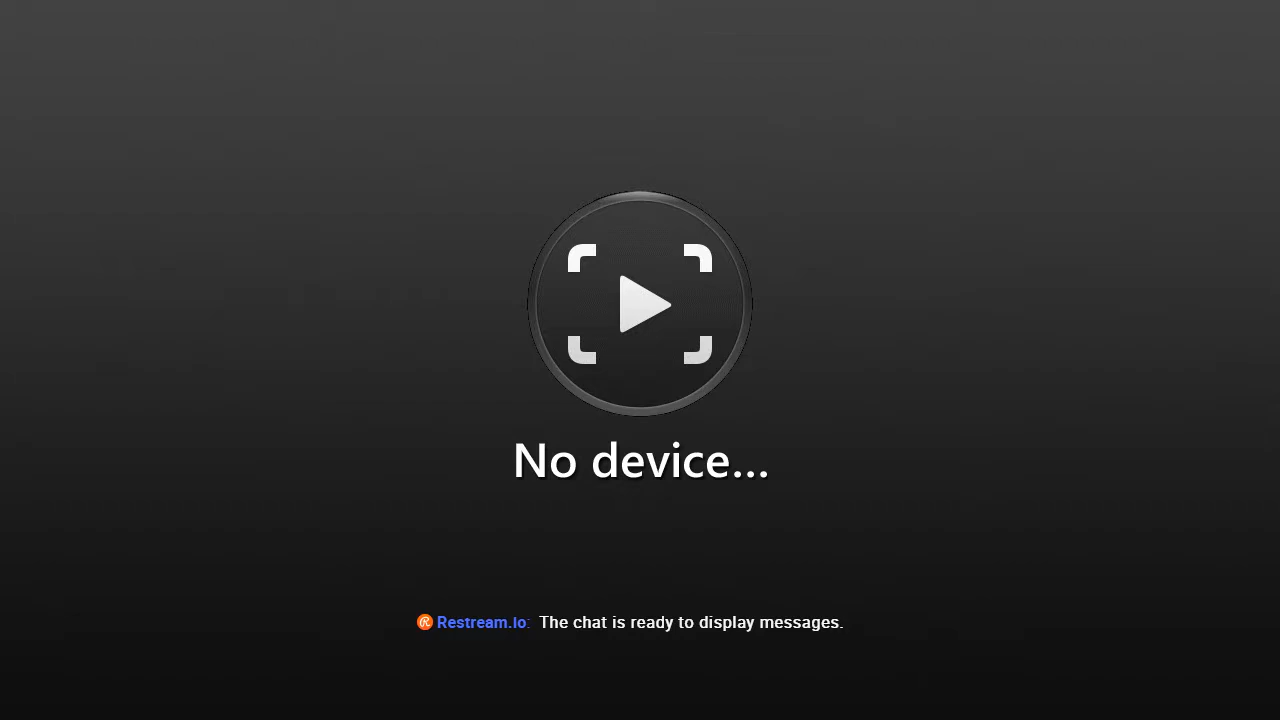 No device...
Restream.io: The chat is ready to display messages.